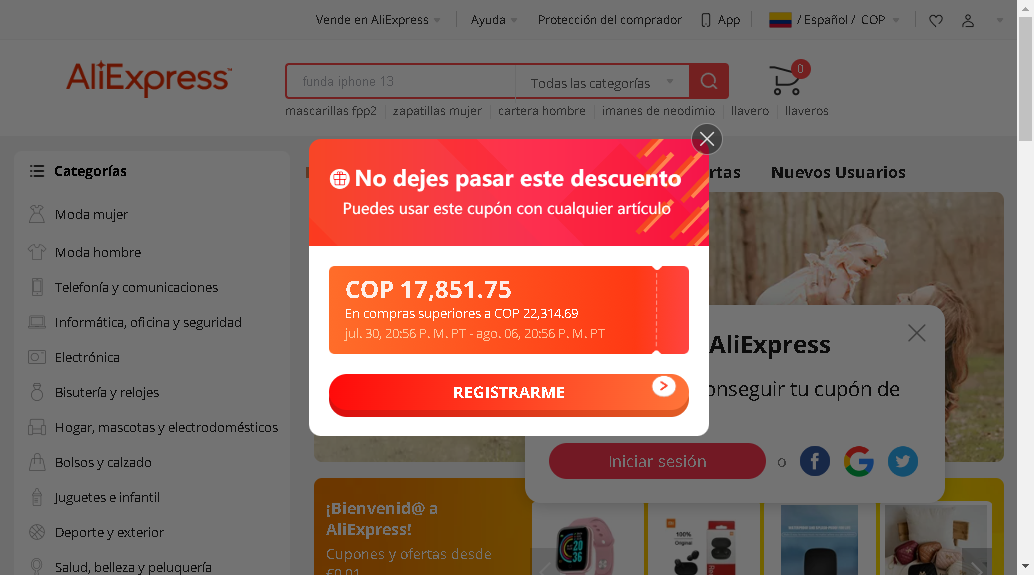 Vende en AliExpress
Ayuda
Protección del comprador
App
/ Español / COP
AliExpress
funda iphone 13
Todas las categorías
0
mascarillas fpp2
zapatillas mujer
cartera hombre
imanes de neodimio
llavero
llaveros
Categorías
Moda mujer
Moda hombre
Telefonía y comunicaciones
Informática, oficina y seguridad
Electrónica
Bisutería y relojes
Hogar, mascotas y electrodomésticos
Bolsos y calzado
Juguetes e infantil
Deporte y exterior
Salud, belleza y peluquería
rtas
Nuevos Usuarios
No dejes pasar este descuento
Puedes usar este cupón con cualquier artículo
COP 17,851.75
En compras superiores a COP 22,314.69
jul. 30, 20:56 P. M. PT - ago. 06, 20:56 P. M. PT
REGISTRARME
AliExpress
onseguir tu cupón de
Iniciar sesión
o
¡Bienvenid@ a
AliExpress!
Cupones y ofertas desde
€0,01